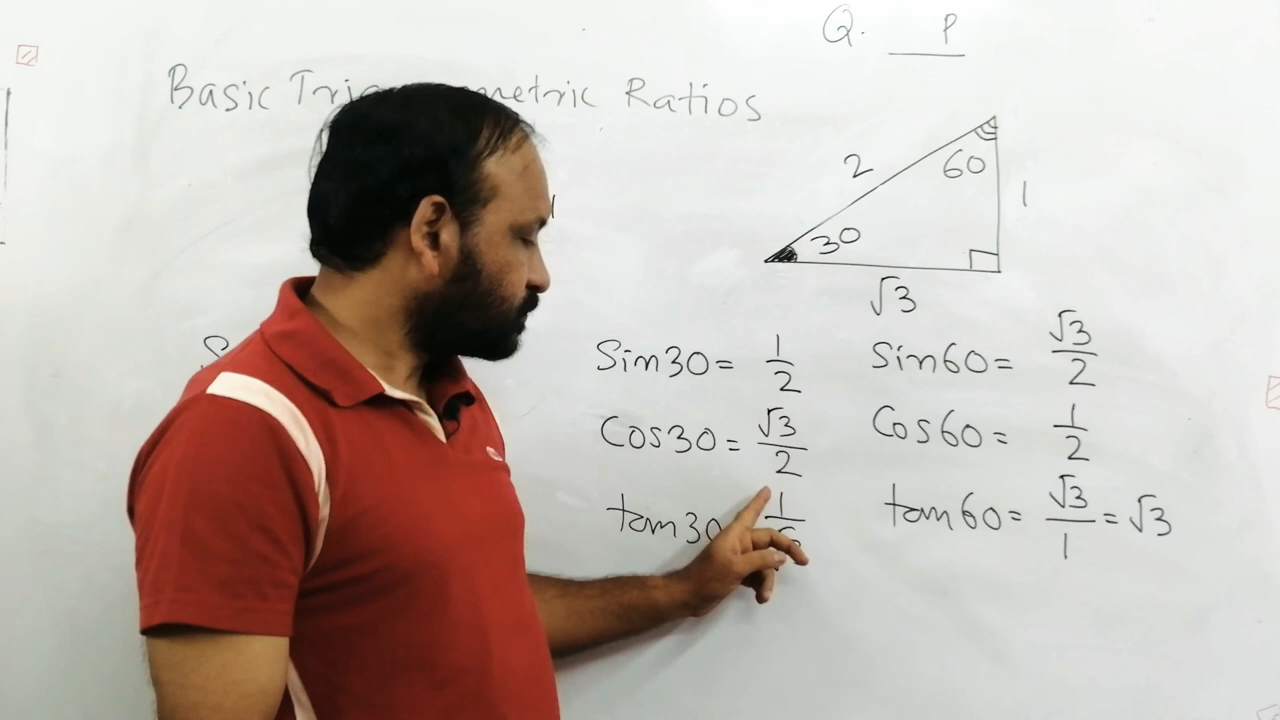 Q. P
Basic Ratios
2
60
1
30
√3
Sin30 = 1/2
Sin60 = √3/2
Cos30 = √3/2
Cos60 = 1/2
tan30 1
tan60 = √3/1 = √3